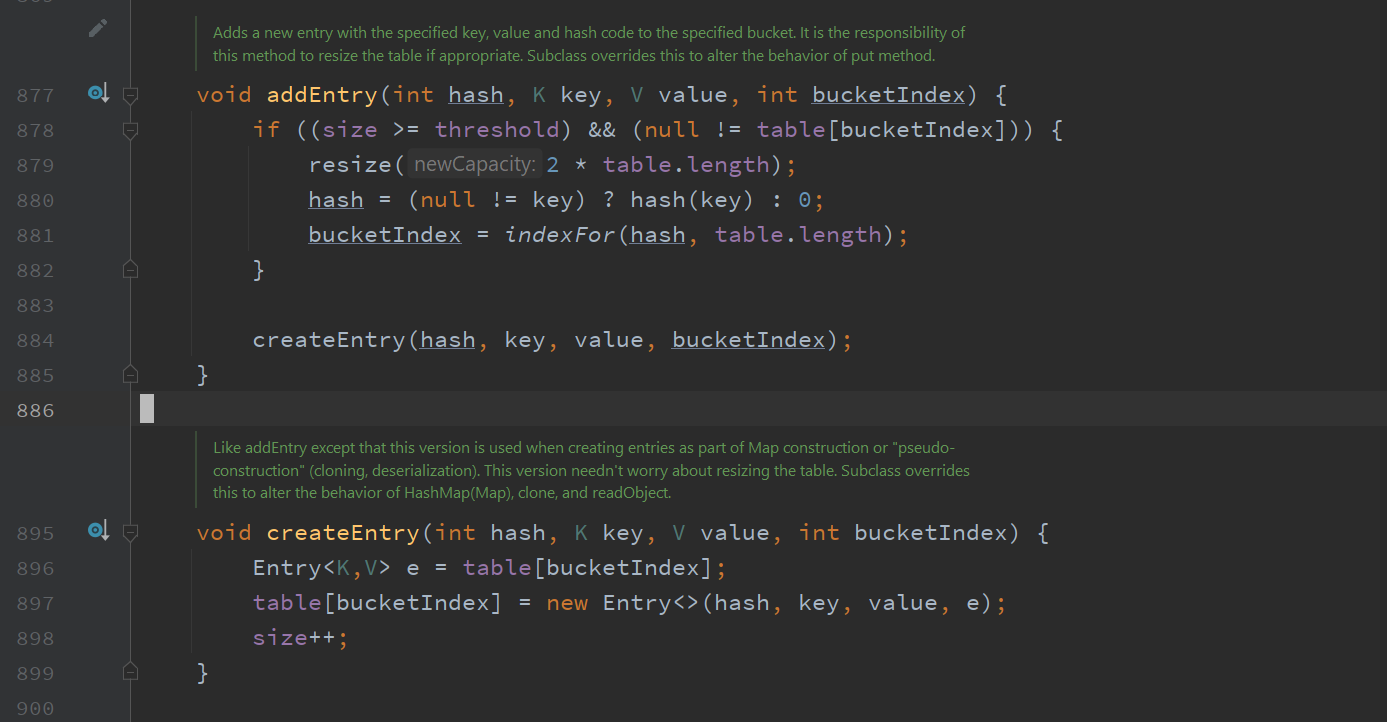 Adds a new entry with the specified key, value and hash code to the specified bucket. It is the responsibility of
this method to resize the table if appropriate. Subclass overrides this to alter the behavior of put method.
877 void addEntry(int hash, K key, V value, int bucketIndex) {
878 if ((size >= threshold) && (null != table[bucketIndex])) {
879 resize( newCapacity: 2 * table.length);
880 hash = (null != key) ? hash(key) : 0;
881 bucketIndex = indexFor(hash, table.length);
882 }
883
884 createEntry(hash, key, value, bucketIndex);
885 }
886
Like addEntry except that this version is used when creating entries as part of Map construction or "pseudo-
construction" (cloning, deserialization). This version needn't worry about resizing the table. Subclass overrides
this to alter the behavior of HashMap(Map), clone, and readObject.
895 void createEntry(int hash, K key, V value, int bucketIndex) {
896 Entry<K,V> e = table[bucketIndex];
897 table[bucketIndex] = new Entry<>(hash, key, value, e);
898 size++;
899 }
900